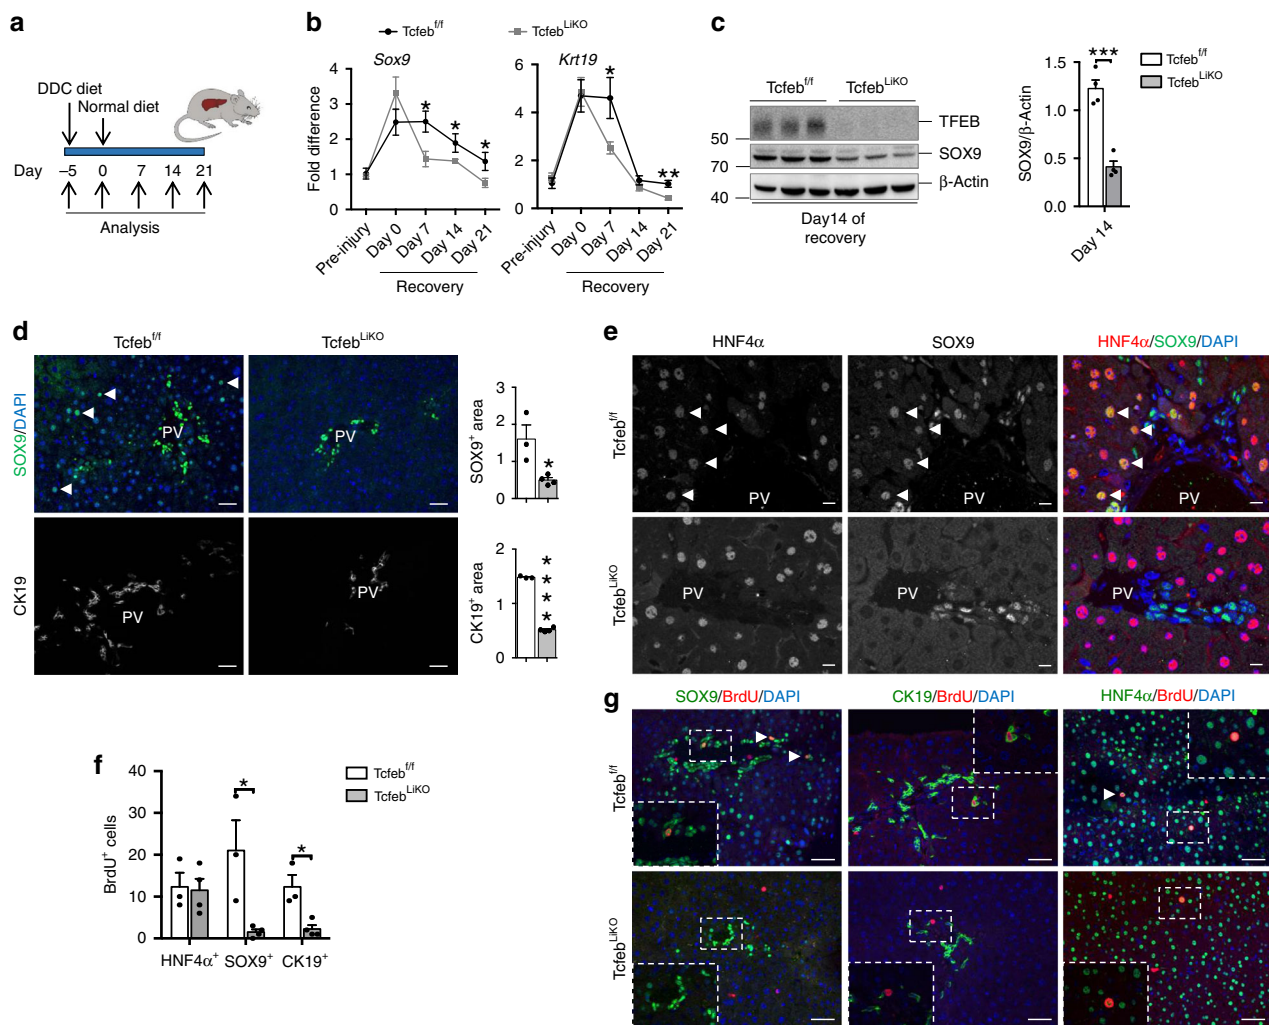 a
DDC diet
Normal diet
Day
–5 0 7 14 21
Analysis
b
Tcfeb^f/f Tcfeb^LiKO
Sox9
Fold difference
4
3
2
1
0
Pre-injury Day 0 Day 7 Day 14 Day 21
Recovery
* * *
Krt19
6
4
2
0
Pre-injury Day 0 Day 7 Day 14 Day 21
Recovery
* **
c
Tcfeb^f/f Tcfeb^LiKO
TFEB
50
SOX9
70
β-Actin
40
Day14 of
recovery
SOX9/β-Actin
1.5
1.0
0.5
0.0
***
Day 14
Tcfeb^f/f
Tcfeb^LiKO
d
Tcfeb^f/f Tcfeb^LiKO
SOX9/DAPI
PV PV
CK19
PV PV
SOX9+ area
3
2
1
0
*
CK19+ area
2
1
0
****
e
HNF4α SOX9 HNF4α/SOX9/DAPI
Tcfeb^f/f
PV PV PV
Tcfeb^LiKO
PV PV PV
f
Tcfeb^f/f
Tcfeb^LiKO
BrdU+ cells
40
30
20
10
0
* *
HNF4α+ SOX9+ CK19+
g
SOX9/BrdU/DAPI CK19/BrdU/DAPI HNF4α/BrdU/DAPI
Tcfeb^f/f
Tcfeb^LiKO